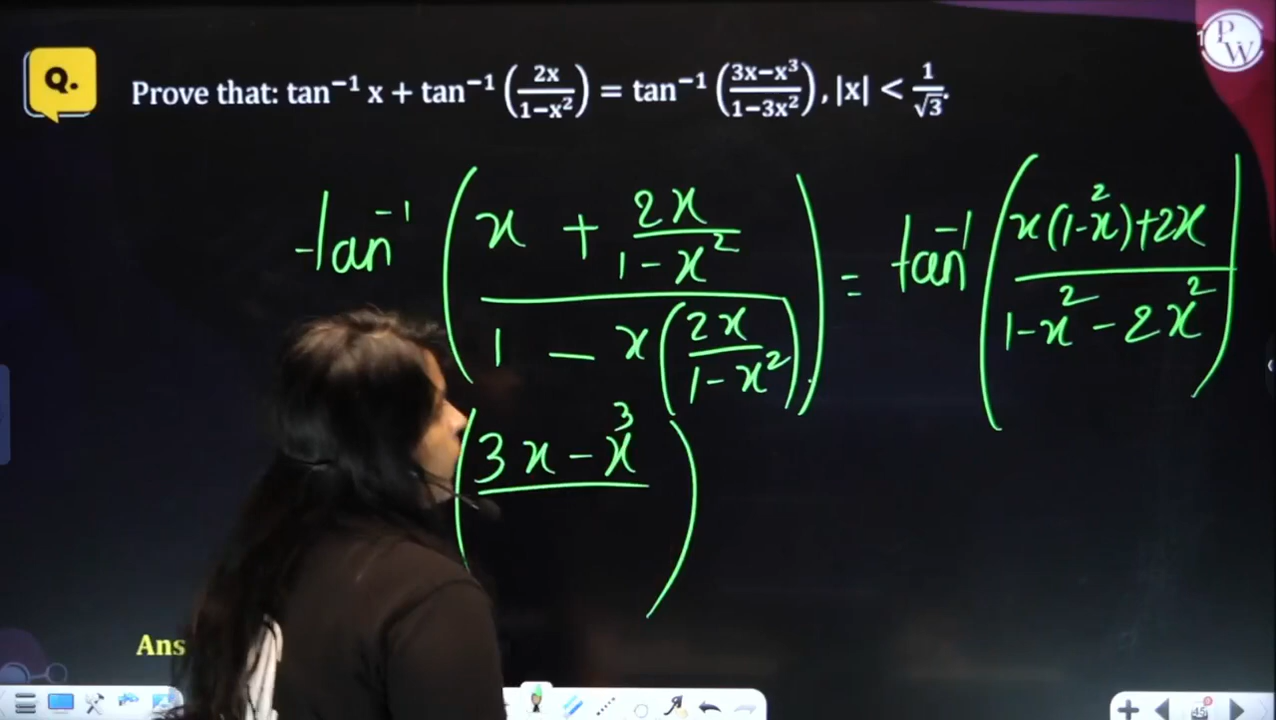 Q.
Prove that: tan⁻¹ x + tan⁻¹ (2x/1−x²) = tan⁻¹ (3x−x³/1−3x²), |x| < 1/√3.
PW
tan⁻¹ (x + 2x/1−x² / 1 − x(2x/1−x²)) = tan⁻¹ (x(1−x²)+2x / 1−x²−2x²)
(3x−x³ / )
Ans